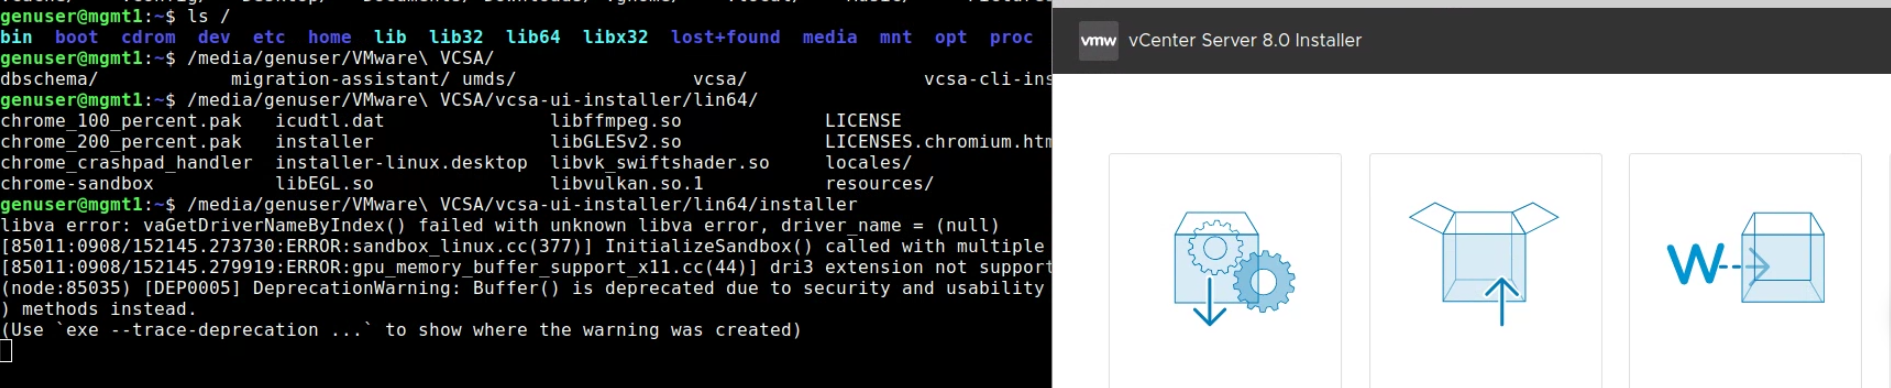 genuser@mgmt1:~$ ls /
bin boot cdrom dev etc home lib lib32 lib64 libx32 lost+found media mnt opt proc
genuser@mgmt1:~$ /media/genuser/VMware\ VCSA/
dbschema/ migration-assistant/ umds/ vcsa/ vcsa-cli-ins
genuser@mgmt1:~$ /media/genuser/VMware\ VCSA/vcsa-ui-installer/lin64/
chrome_100_percent.pak icudtl.dat libffmpeg.so LICENSE
chrome_200_percent.pak installer libGLESv2.so LICENSES.chromium.htm
chrome_crashpad_handler installer-linux.desktop libvk_swiftshader.so locales/
chrome-sandbox libEGL.so libvulkan.so.1 resources/
genuser@mgmt1:~$ /media/genuser/VMware\ VCSA/vcsa-ui-installer/lin64/installer
libva error: vaGetDriverNameByIndex() failed with unknown libva error, driver_name = (null)
[85011:0908/152145.273730:ERROR:sandbox_linux.cc(377)] InitializeSandbox() called with multiple
[85011:0908/152145.279919:ERROR:gpu_memory_buffer_support_x11.cc(44)] dri3 extension not support
(node:85035) [DEP0005] DeprecationWarning: Buffer() is deprecated due to security and usability
) methods instead.
(Use `exe --trace-deprecation ...` to show where the warning was created)
vmw vCenter Server 8.0 Installer
W